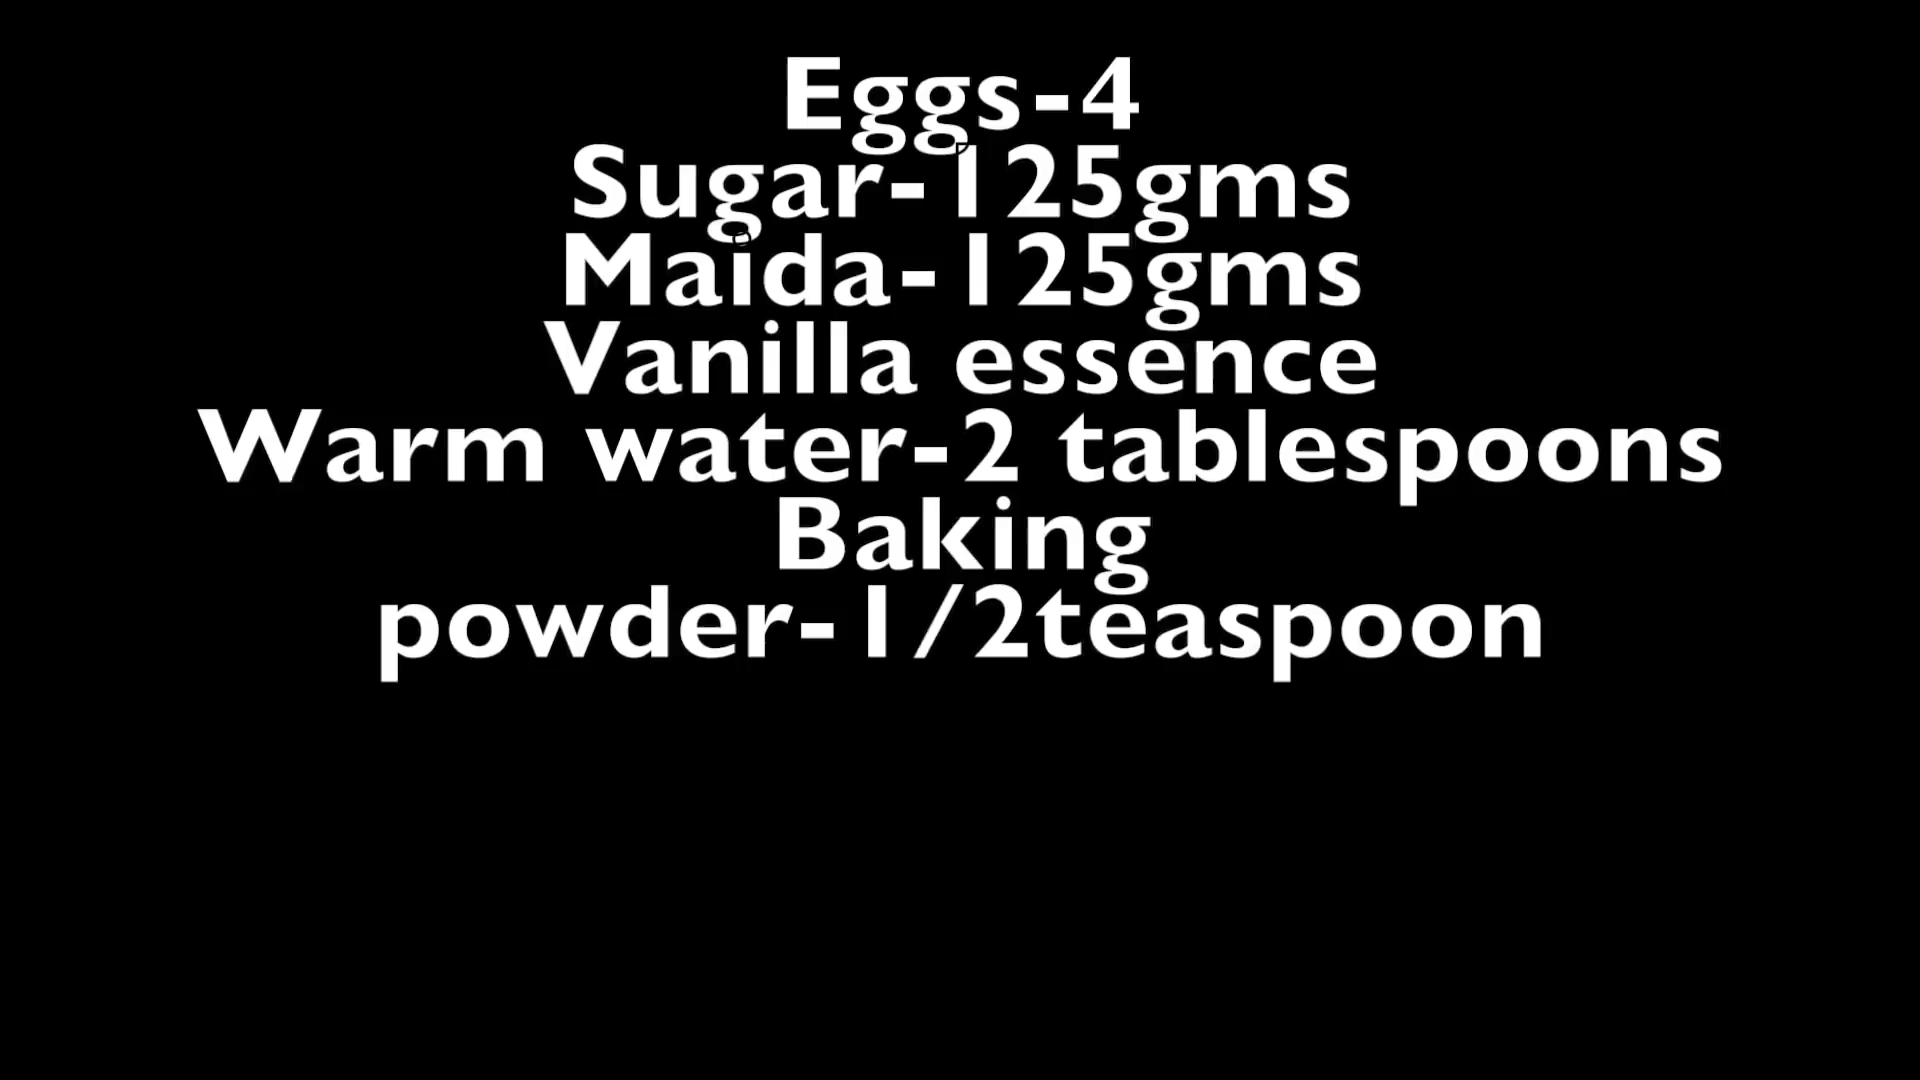 Eggs-4
Sugar-125gms
Maida-125gms
Vanilla essence
Warm water-2 tablespoons
Baking
powder-1/2teaspoon